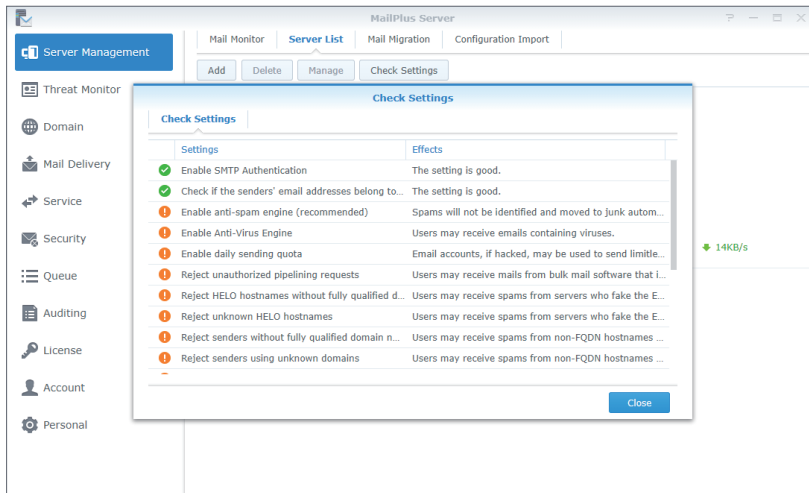 MailPlus Server
Server Management
Threat Monitor
Domain
Mail Delivery
Service
Security
Queue
Auditing
License
Account
Personal
Mail Monitor Server List Mail Migration Configuration Import
Add Delete Manage Check Settings
Check Settings
Check Settings
Settings Effects
Enable SMTP Authentication The setting is good.
Check if the senders' email addresses belong to... The setting is good.
Enable anti-spam engine (recommended) Spams will not be identified and moved to junk autom...
Enable Anti-Virus Engine Users may receive emails containing viruses.
Enable daily sending quota Email accounts, if hacked, may be used to send limitle...
Reject unauthorized pipelining requests Users may receive mails from bulk mail software that i...
Reject HELO hostnames without fully qualified d... Users may receive spams from servers who fake the E...
Reject unknown HELO hostnames Users may receive spams from servers who fake the E...
Reject senders without fully qualified domain n... Users may receive spams from non-FQDN hostnames ...
Reject senders using unknown domains Users may receive spams from non-FQDN hostnames ...
Close
14KB/s